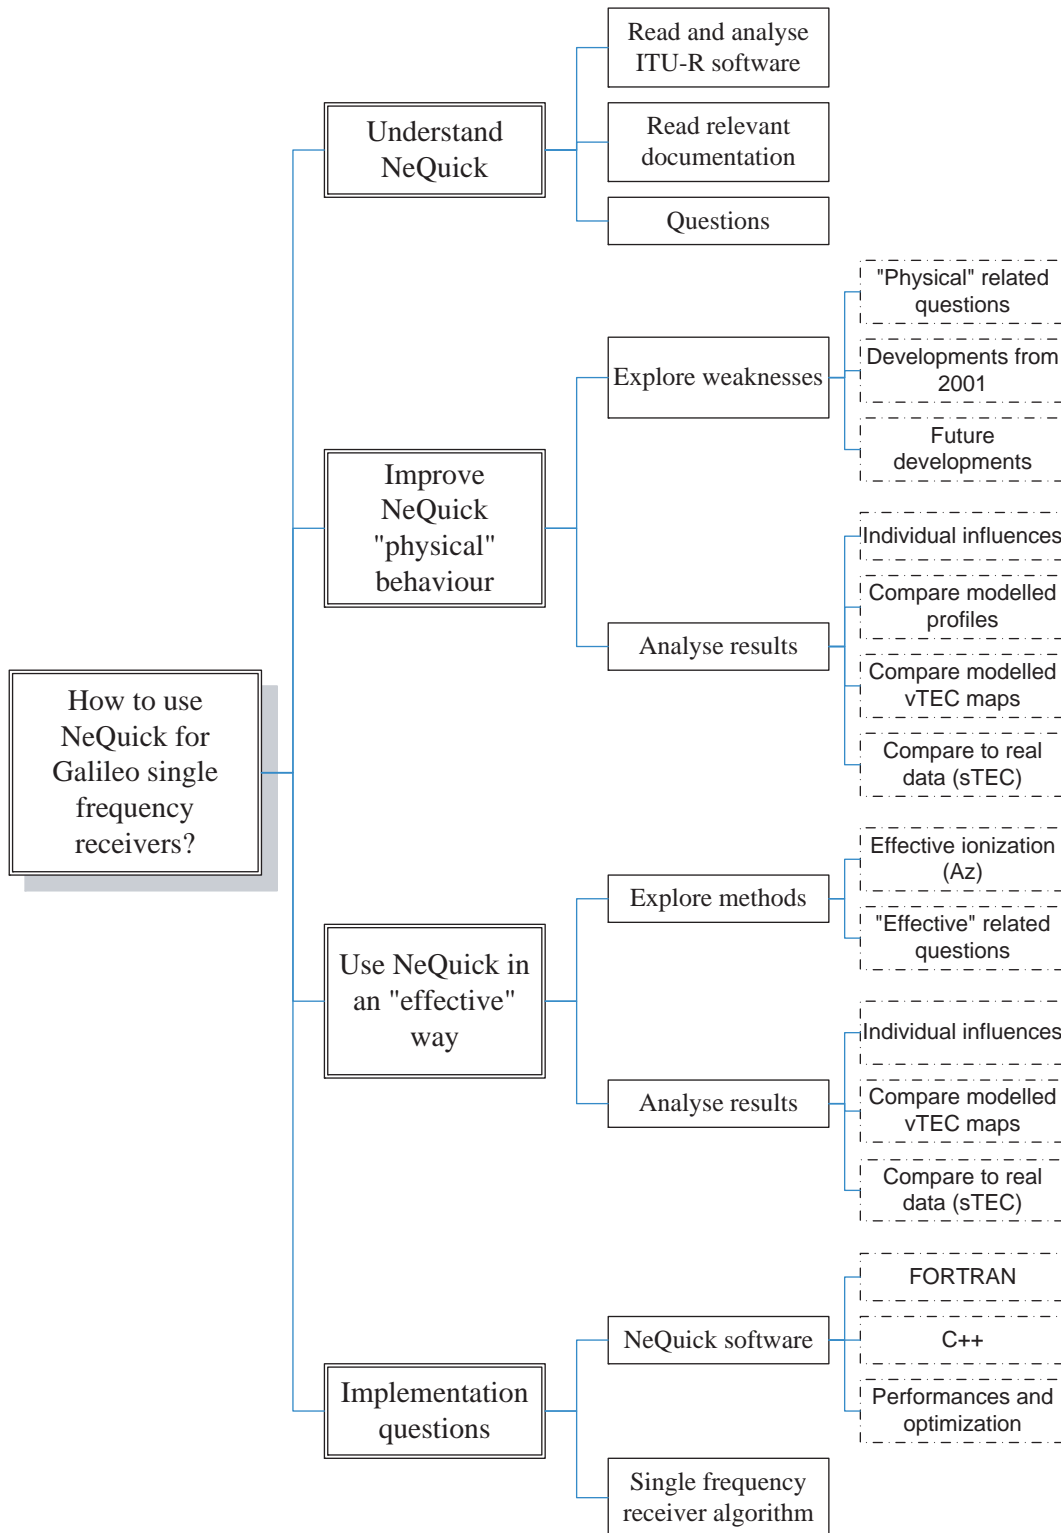 How to use
NeQuick for
Galileo single
frequency
receivers?
Understand
NeQuick
Read and analyse
ITU-R software
Read relevant
documentation
Questions
Improve
NeQuick
"physical"
behaviour
Explore weaknesses
"Physical" related
questions
Developments from
2001
Future
developments
Analyse results
Individual influences
Compare modelled
profiles
Compare modelled
vTEC maps
Compare to real
data (sTEC)
Use NeQuick in
an "effective"
way
Explore methods
Effective ionization
(Az)
"Effective" related
questions
Analyse results
Individual influences
Compare modelled
vTEC maps
Compare to real
data (sTEC)
Implementation
questions
NeQuick software
FORTRAN
C++
Performances and
optimization
Single frequency
receiver algorithm